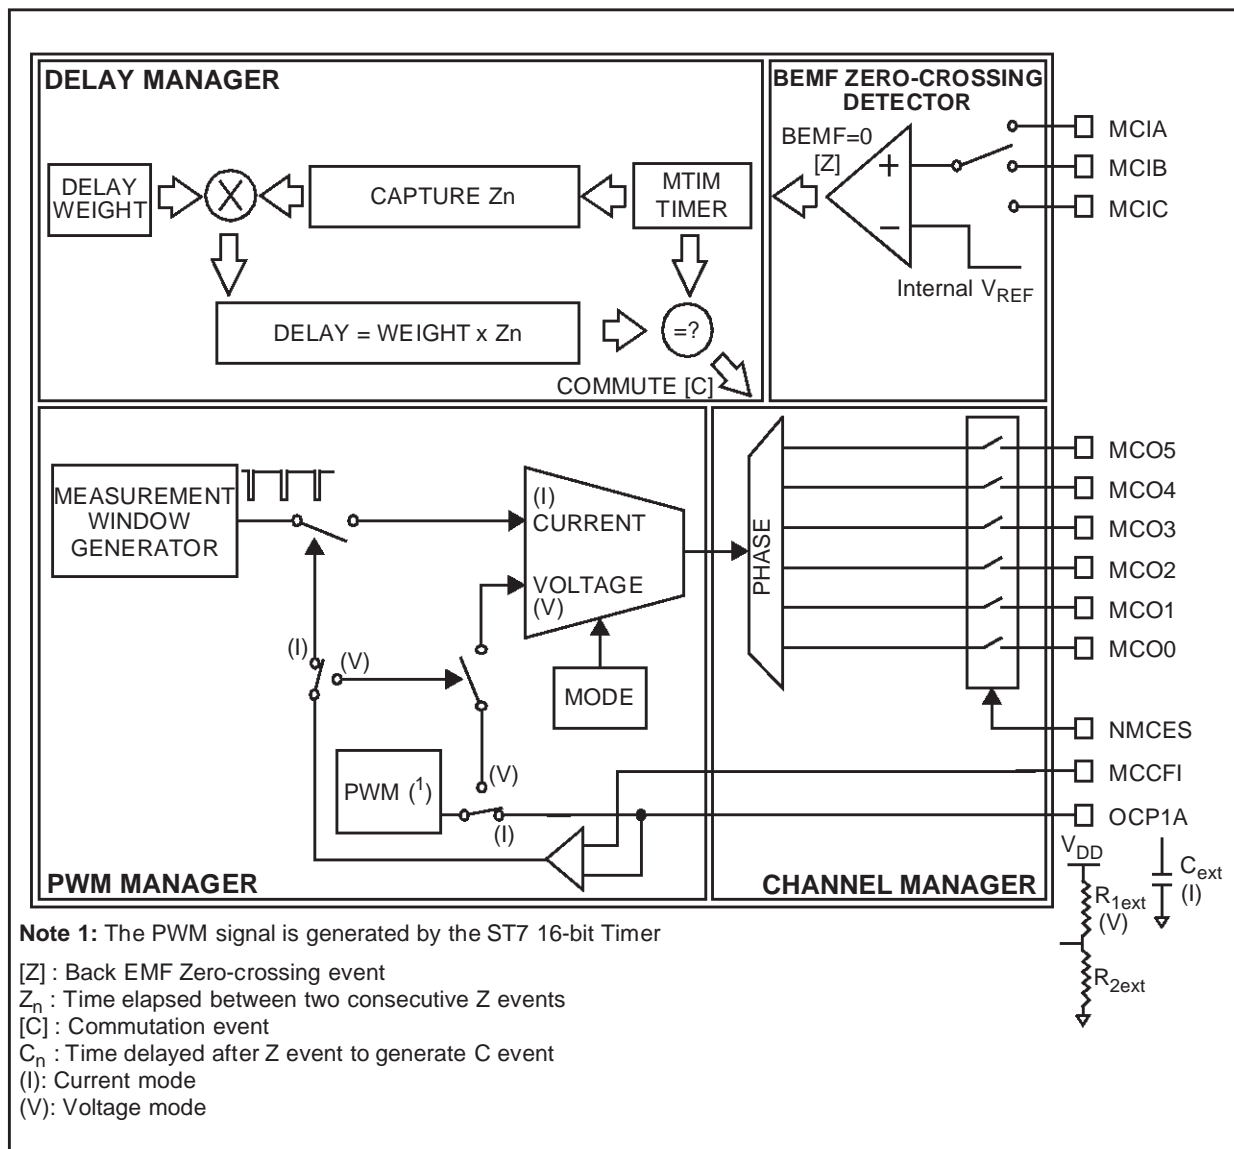 DELAY MANAGER
BEMF ZERO-CROSSING
DETECTOR
BEMF=0
[Z]
+
−
Internal VREF
MCIA
MCIB
MCIC
DELAY
WEIGHT
X
CAPTURE Zn
MTIM
TIMER
DELAY = WEIGHT x Zn
=?
COMMUTE [C]
MEASUREMENT
WINDOW
GENERATOR
(I)
CURRENT
VOLTAGE
(V)
(I)
(V)
MODE
PWM (1)
(V)
(I)
PWM MANAGER
PHASE
CHANNEL MANAGER
MCO5
MCO4
MCO3
MCO2
MCO1
MCO0
NMCES
MCCFI
OCP1A
VDD
R1ext
(V)
R2ext
Cext
(I)
Note 1: The PWM signal is generated by the ST7 16-bit Timer
[Z] : Back EMF Zero-crossing event
Zn : Time elapsed between two consecutive Z events
[C] : Commutation event
Cn : Time delayed after Z event to generate C event
(I): Current mode
(V): Voltage mode